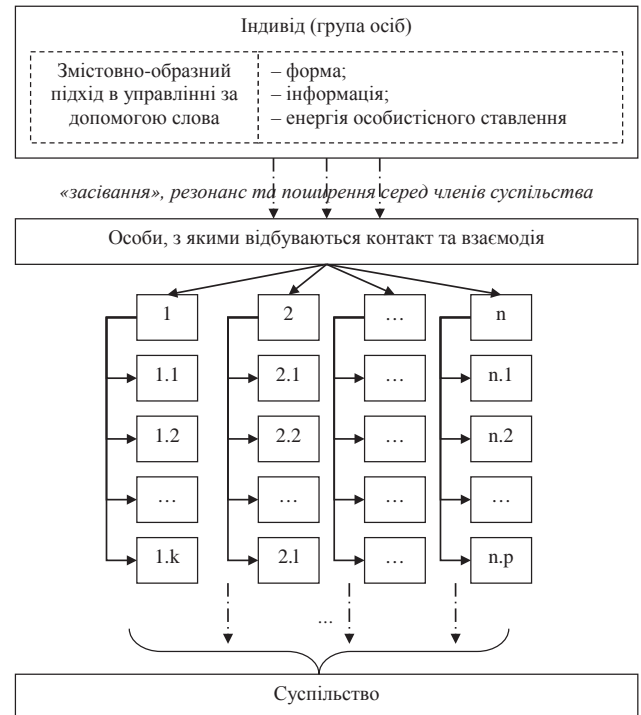 Індивід (група осіб)
Змістовно-образний
підхід в управлінні за
допомогою слова
– форма;
– інформація;
– енергія особистісного ставлення
«засівання», резонанс та поширення серед членів суспільства
Особи, з якими відбуваються контакт та взаємодія
1 2 … n
1.1 2.1 … n.1
1.2 2.2 … n.2
… … … …
1.k 2.l … n.p
...
Суспільство